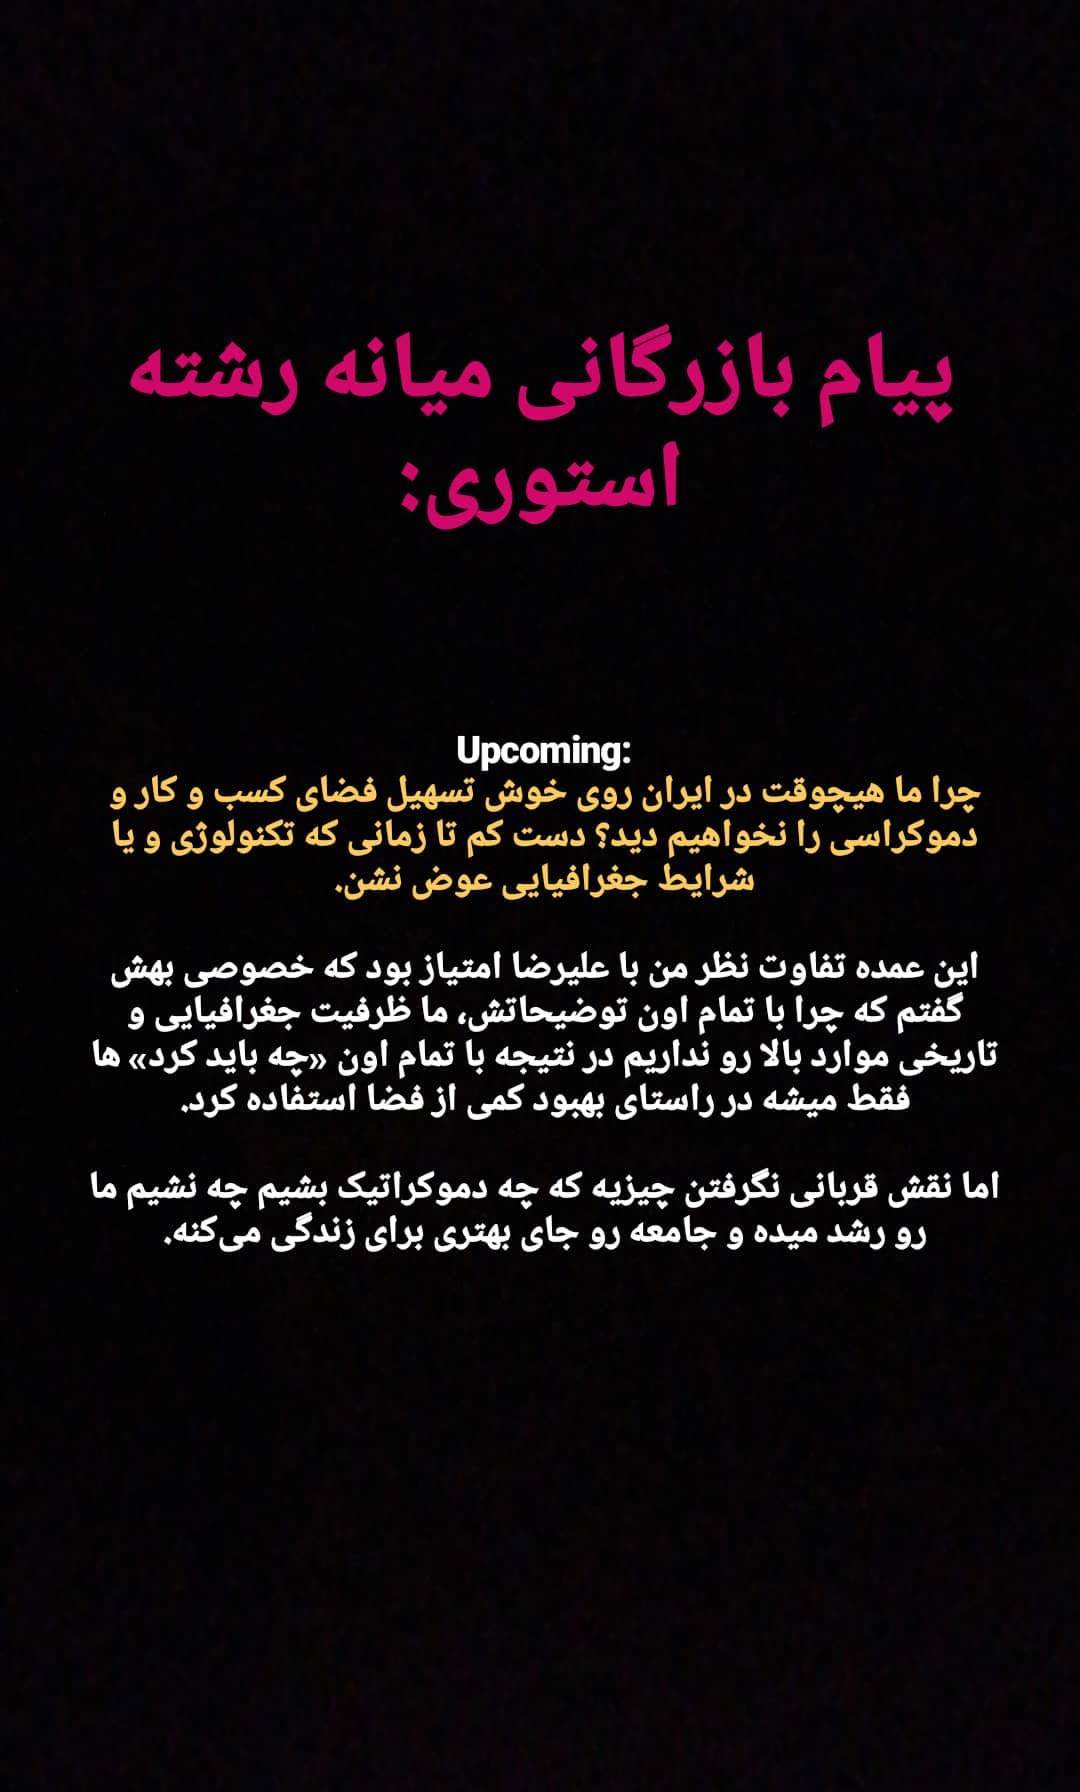 پیام بازرگانی میانه رشته
استوری:
Upcoming:
چرا ما هیچوقت در ایران روی خوش تسهیل فضای کسب و کار و
دموکراسی را نخواهیم دید؟ دست کم تا زمانی که تکنولوژی و یا
شرایط جغرافیایی عوض نشن.
این عمده تفاوت نظر من با علیرضا امتیاز بود که خصوصی بهش
گفتم که چرا با تمام اون توضیحاتش، ما ظرفیت جغرافیایی و
تاریخی موارد بالا رو نداریم در نتیجه با تمام اون «چه باید کرد» ها
فقط میشه در راستای بهبود کمی از فضا استفاده کرد.
اما نقش قربانی نگرفتن چیزیه که چه دموکراتیک بشیم چه نشیم ما
رو رشد میده و جامعه رو جای بهتری برای زندگی می‌کنه.